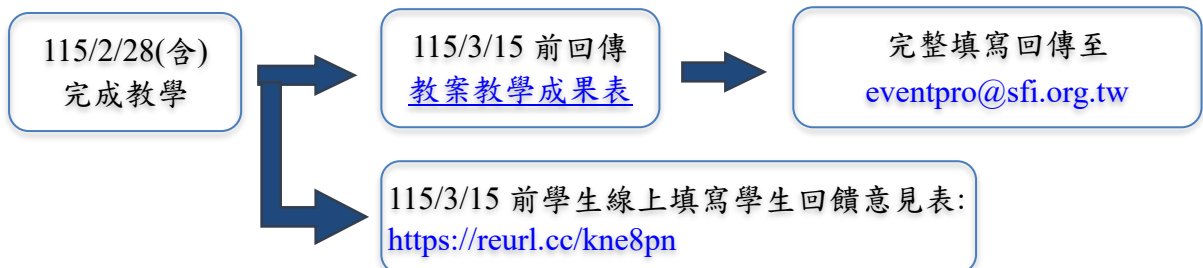 115/2/28(含)
完成教學
115/3/15 前回傳
教案教學成果表
完整填寫回傳至
eventpro@sfi.org.tw
115/3/15 前學生線上填寫學生回饋意見表:
https://reurl.cc/kne8pn